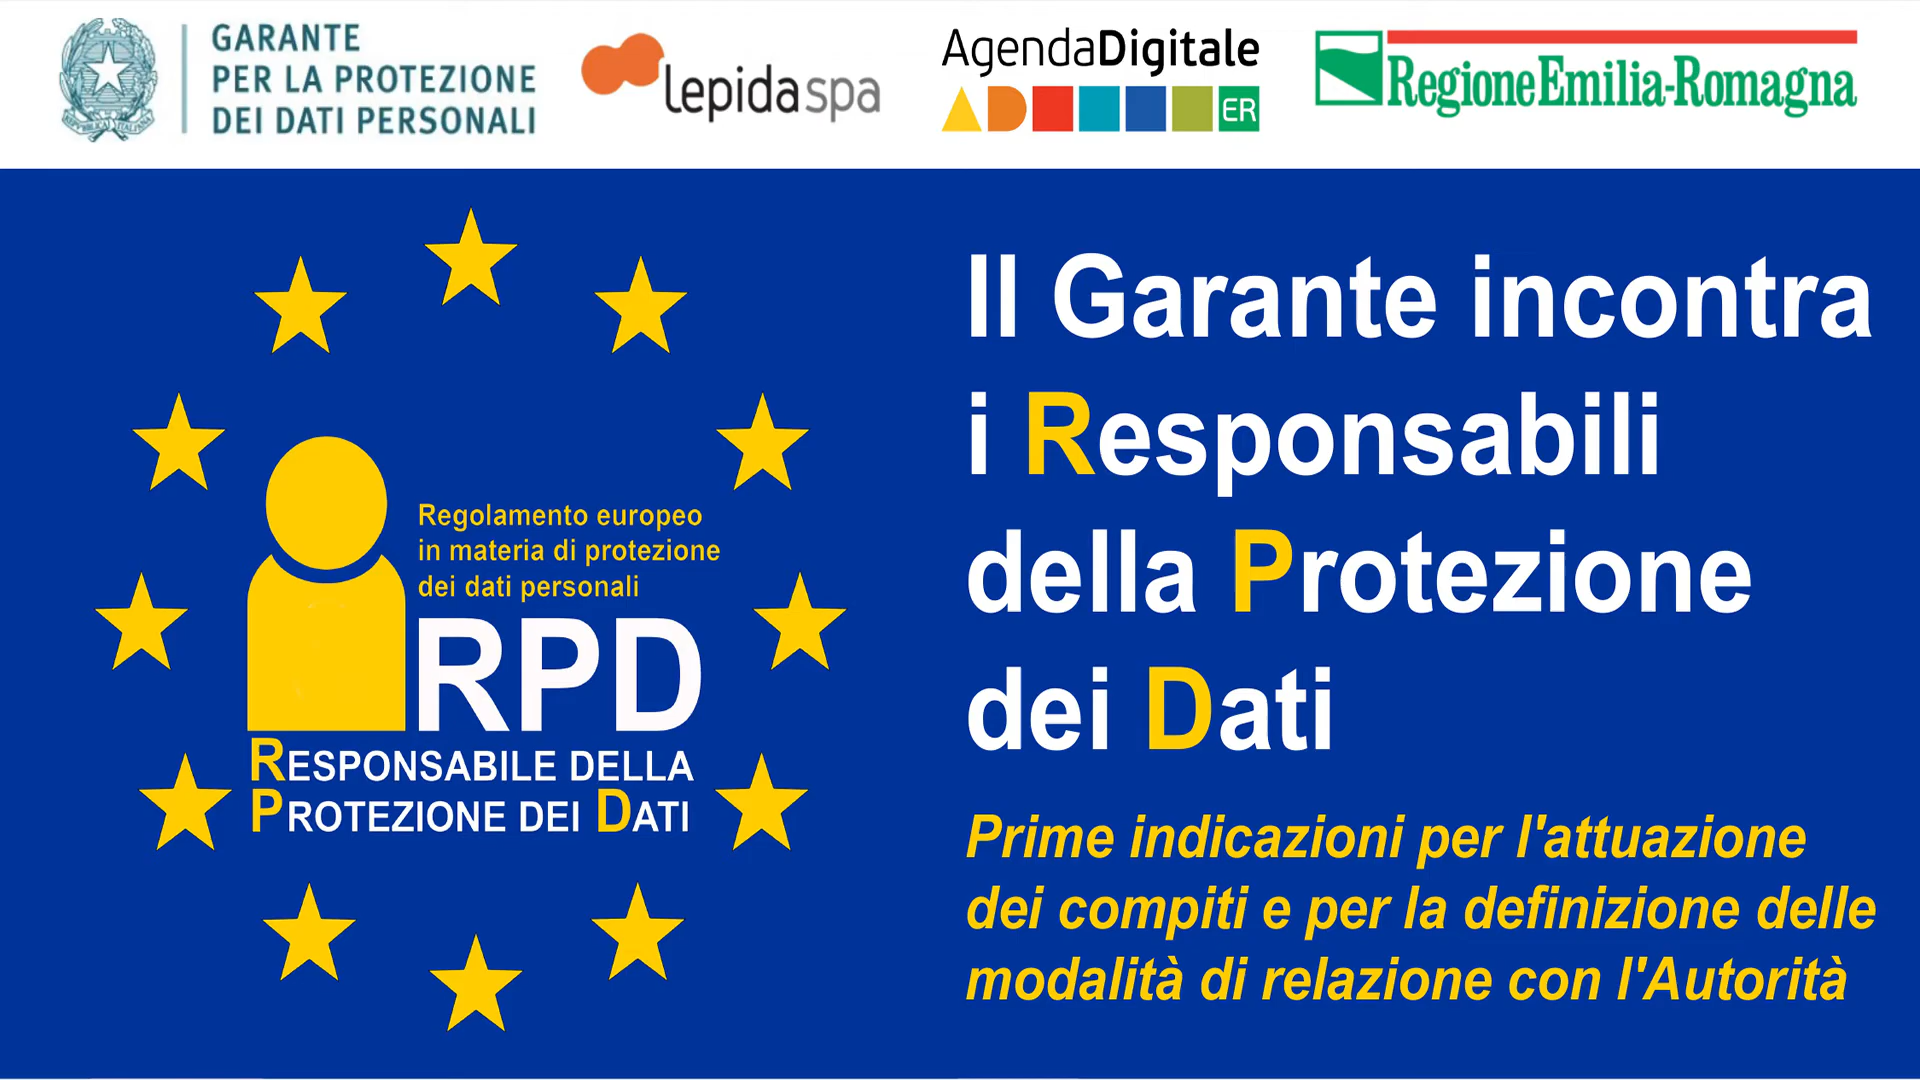 GARANTE
PER LA PROTEZIONE
DEI DATI PERSONALI
lepidaspa
AgendaDigitale
ER
RegioneEmilia-Romagna
Il Garante incontra
i Responsabili
della Protezione
dei Dati
Prime indicazioni per l'attuazione
dei compiti e per la definizione delle
modalità di relazione con l'Autorità
Regolamento europeo
in materia di protezione
dei dati personali
RPD
RESPONSABILE DELLA
PROTEZIONE DEI DATI